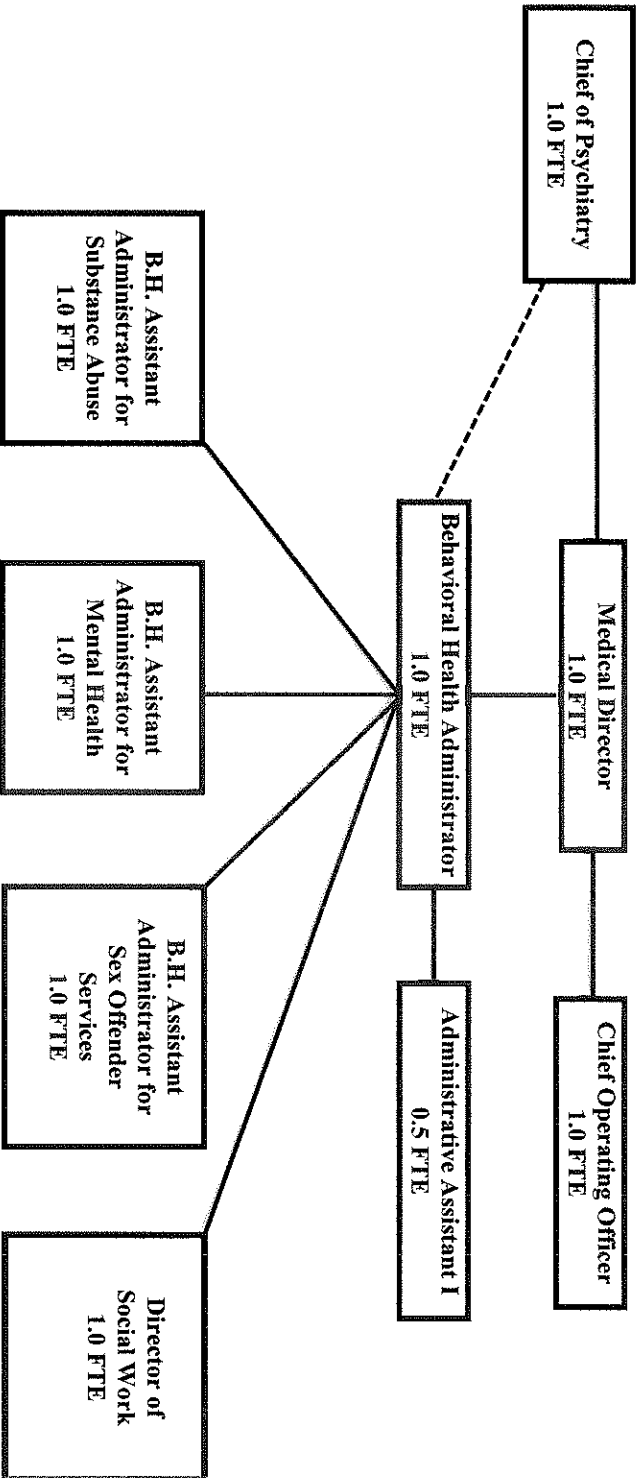 Chief of Psychiatry
1.0 FTE
Medical Director
1.0 FTE
Chief Operating Officer
1.0 FTE
Behavioral Health Administrator
1.0 FTE
Administrative Assistant I
0.5 FTE
B.H. Assistant
Administrator for
Substance Abuse
1.0 FTE
B.H. Assistant
Administrator for
Mental Health
1.0 FTE
B.H. Assistant
Administrator for
Sex Offender
Services
1.0 FTE
Director of
Social Work
1.0 FTE